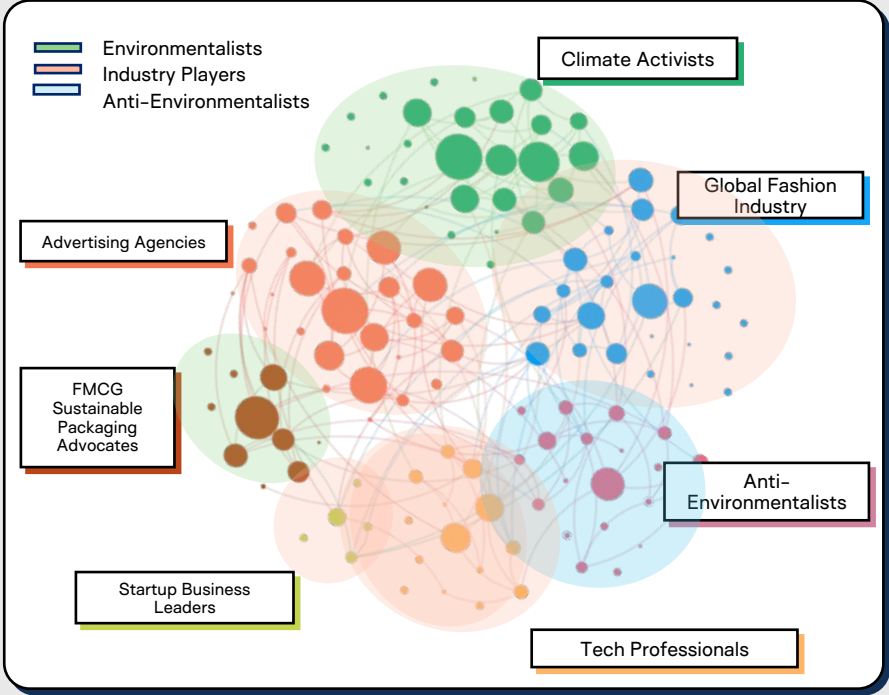 Environmentalists
Industry Players
Anti-Environmentalists
Climate Activists
Global Fashion
Industry
Advertising Agencies
FMCG
Sustainable
Packaging
Advocates
Anti-
Environmentalists
Startup Business
Leaders
Tech Professionals